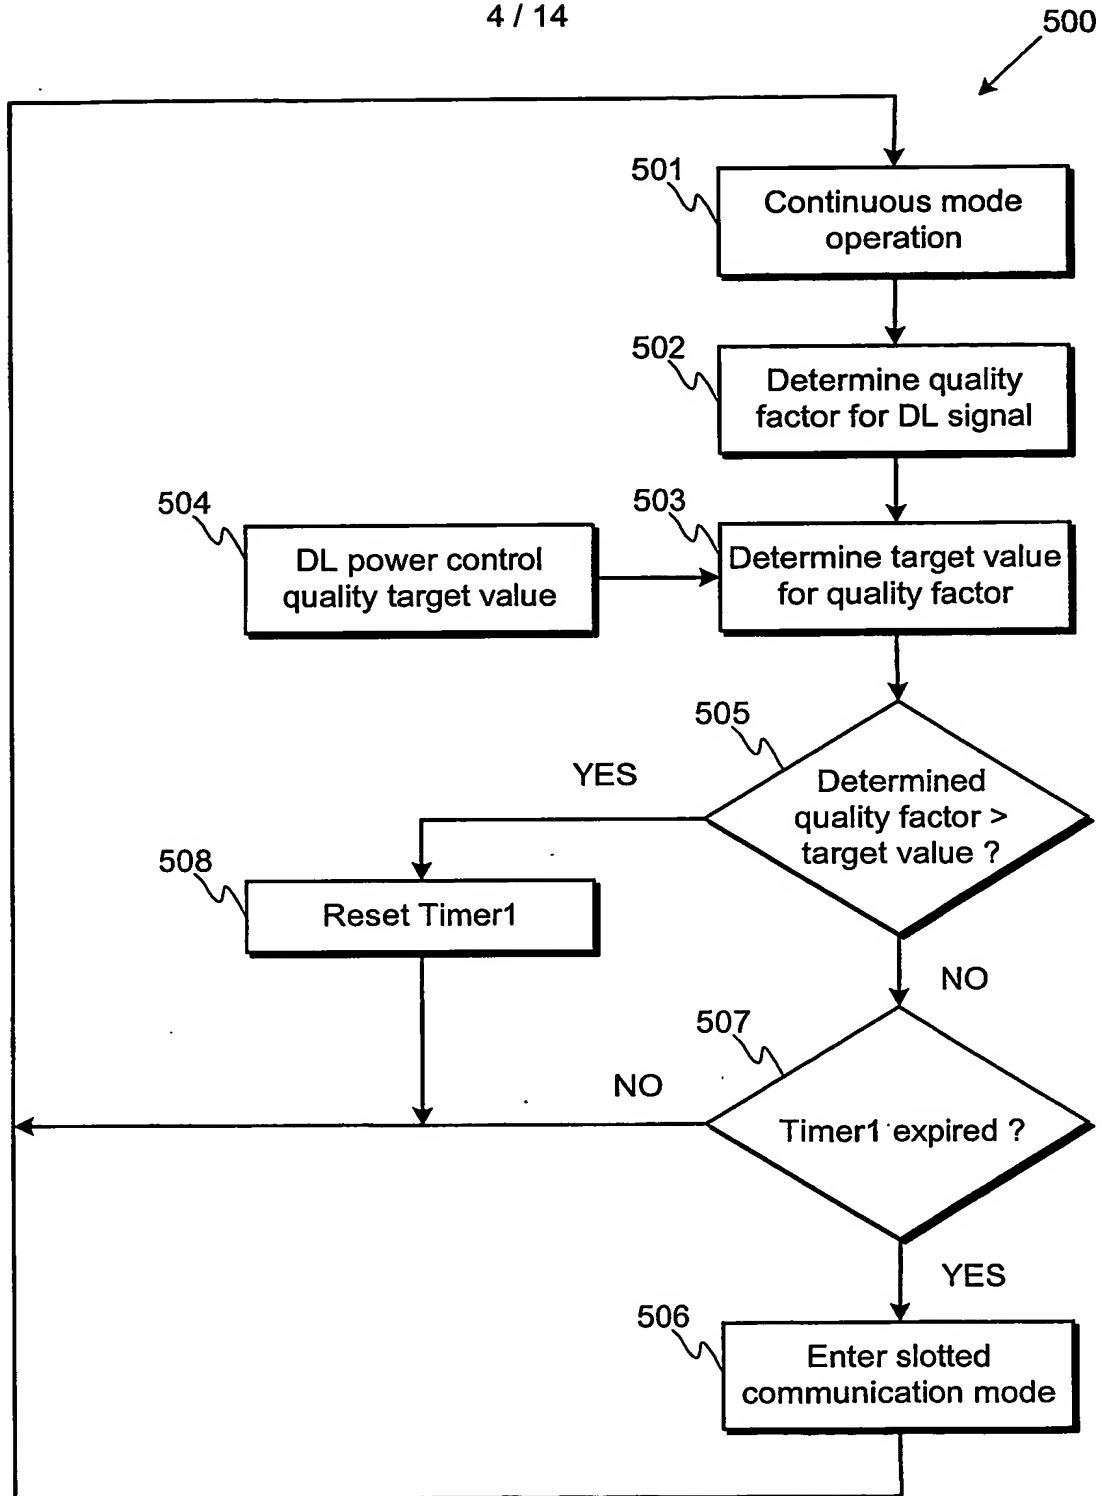 4 / 14
500
501
Continuous mode
operation
502
Determine quality
factor for DL signal
504
DL power control
quality target value
503
Determine target value
for quality factor
505
Determined
quality factor >
target value ?
YES
508
Reset Timer1
NO
507
Timer1 expired ?
NO
YES
506
Enter slotted
communication mode